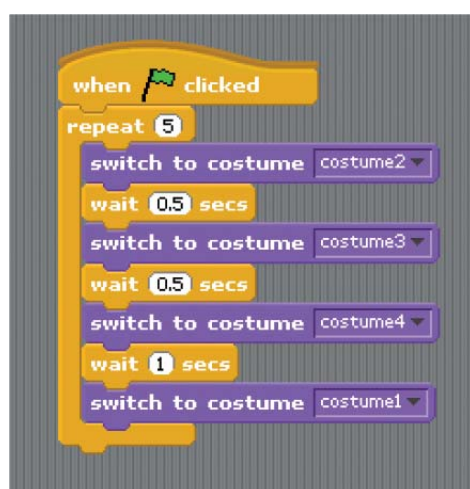 when clicked
repeat 5
switch to costume costume2
wait 0.5 secs
switch to costume costume3
wait 0.5 secs
switch to costume costume4
wait 1 secs
switch to costume costume1